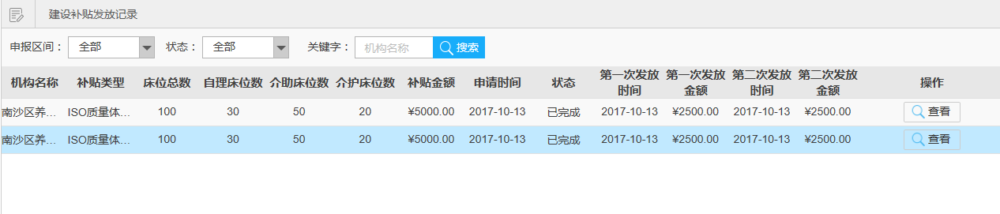 建设补贴发放记录
申报区间： 全部 状态： 全部 关键字： 机构名称 搜索
机构名称 补贴类型 床位总数 自理床位数 介助床位数 介护床位数 补贴金额 申请时间 状态 第一次发放时间 第一次发放金额 第二次发放时间 第二次发放金额 操作
南沙区养... ISO质量体... 100 30 50 20 ¥5000.00 2017-10-13 已完成 2017-10-13 ¥2500.00 2017-10-13 ¥2500.00 查看
南沙区养... ISO质量体... 100 30 50 20 ¥5000.00 2017-10-13 已完成 2017-10-13 ¥2500.00 2017-10-13 ¥2500.00 查看